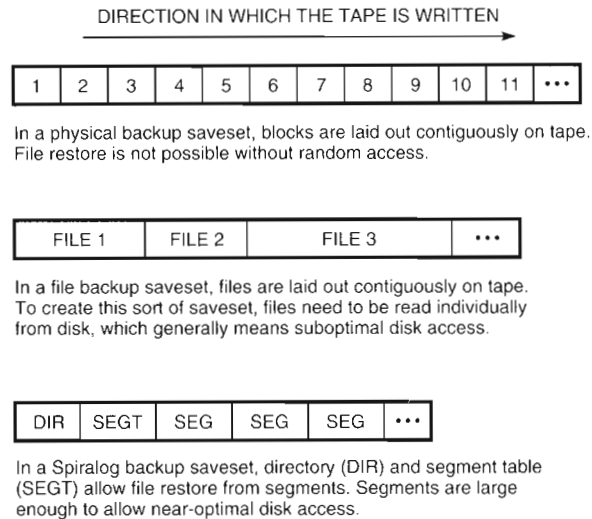 DIRECTION IN WHICH THE TAPE IS WRITTEN
1 2 3 4 5 6 7 8 9 10 11 •••
In a physical backup saveset, blocks are laid out contiguously on tape.
File restore is not possible without random access.
FILE 1 FILE 2 FILE 3 •••
In a file backup saveset, files are laid out contiguously on tape.
To create this sort of saveset, files need to be read individually
from disk, which generally means suboptimal disk access.
DIR SEGT SEG SEG SEG •••
In a Spiralog backup saveset, directory (DIR) and segment table
(SEGT) allow file restore from segments. Segments are large
enough to allow near-optimal disk access.